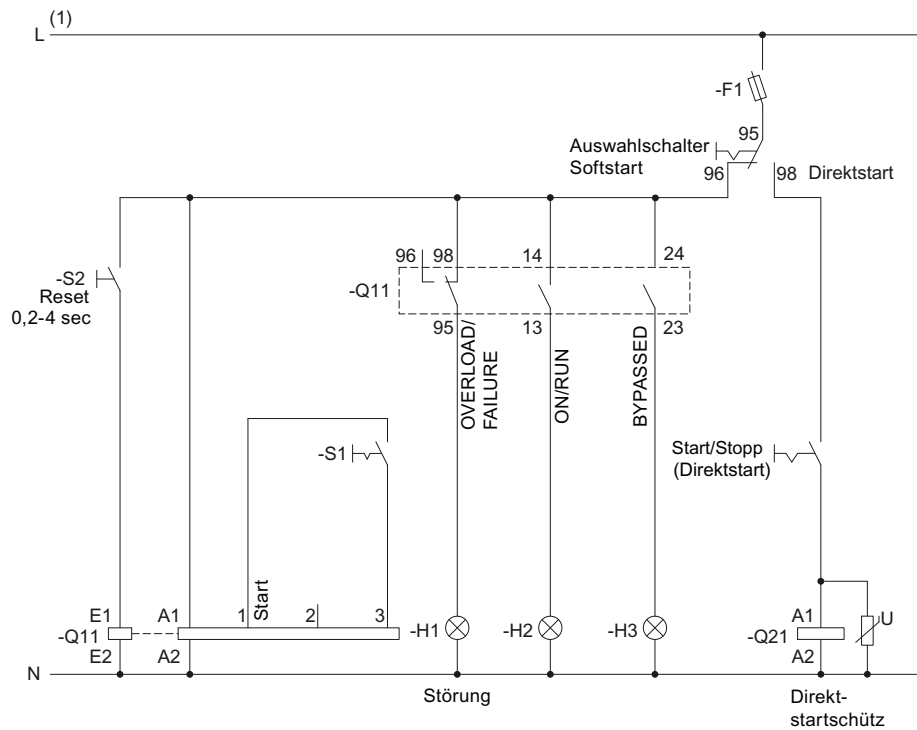 (1)
L
-F1
95
Auswahlschalter
Softstart
96
98
Direktstart
96
98
14
24
-S2
Reset
0,2-4 sec
-Q11
95
13
23
OVERLOAD/
FAILURE
ON/RUN
BYPASSED
-S1
Start/Stopp
(Direktstart)
Start
E1
A1
1
2
3
-Q11
-H1
-H2
-H3
A1
-Q21
U
E2
A2
A2
N
Störung
Direkt-
startschütz